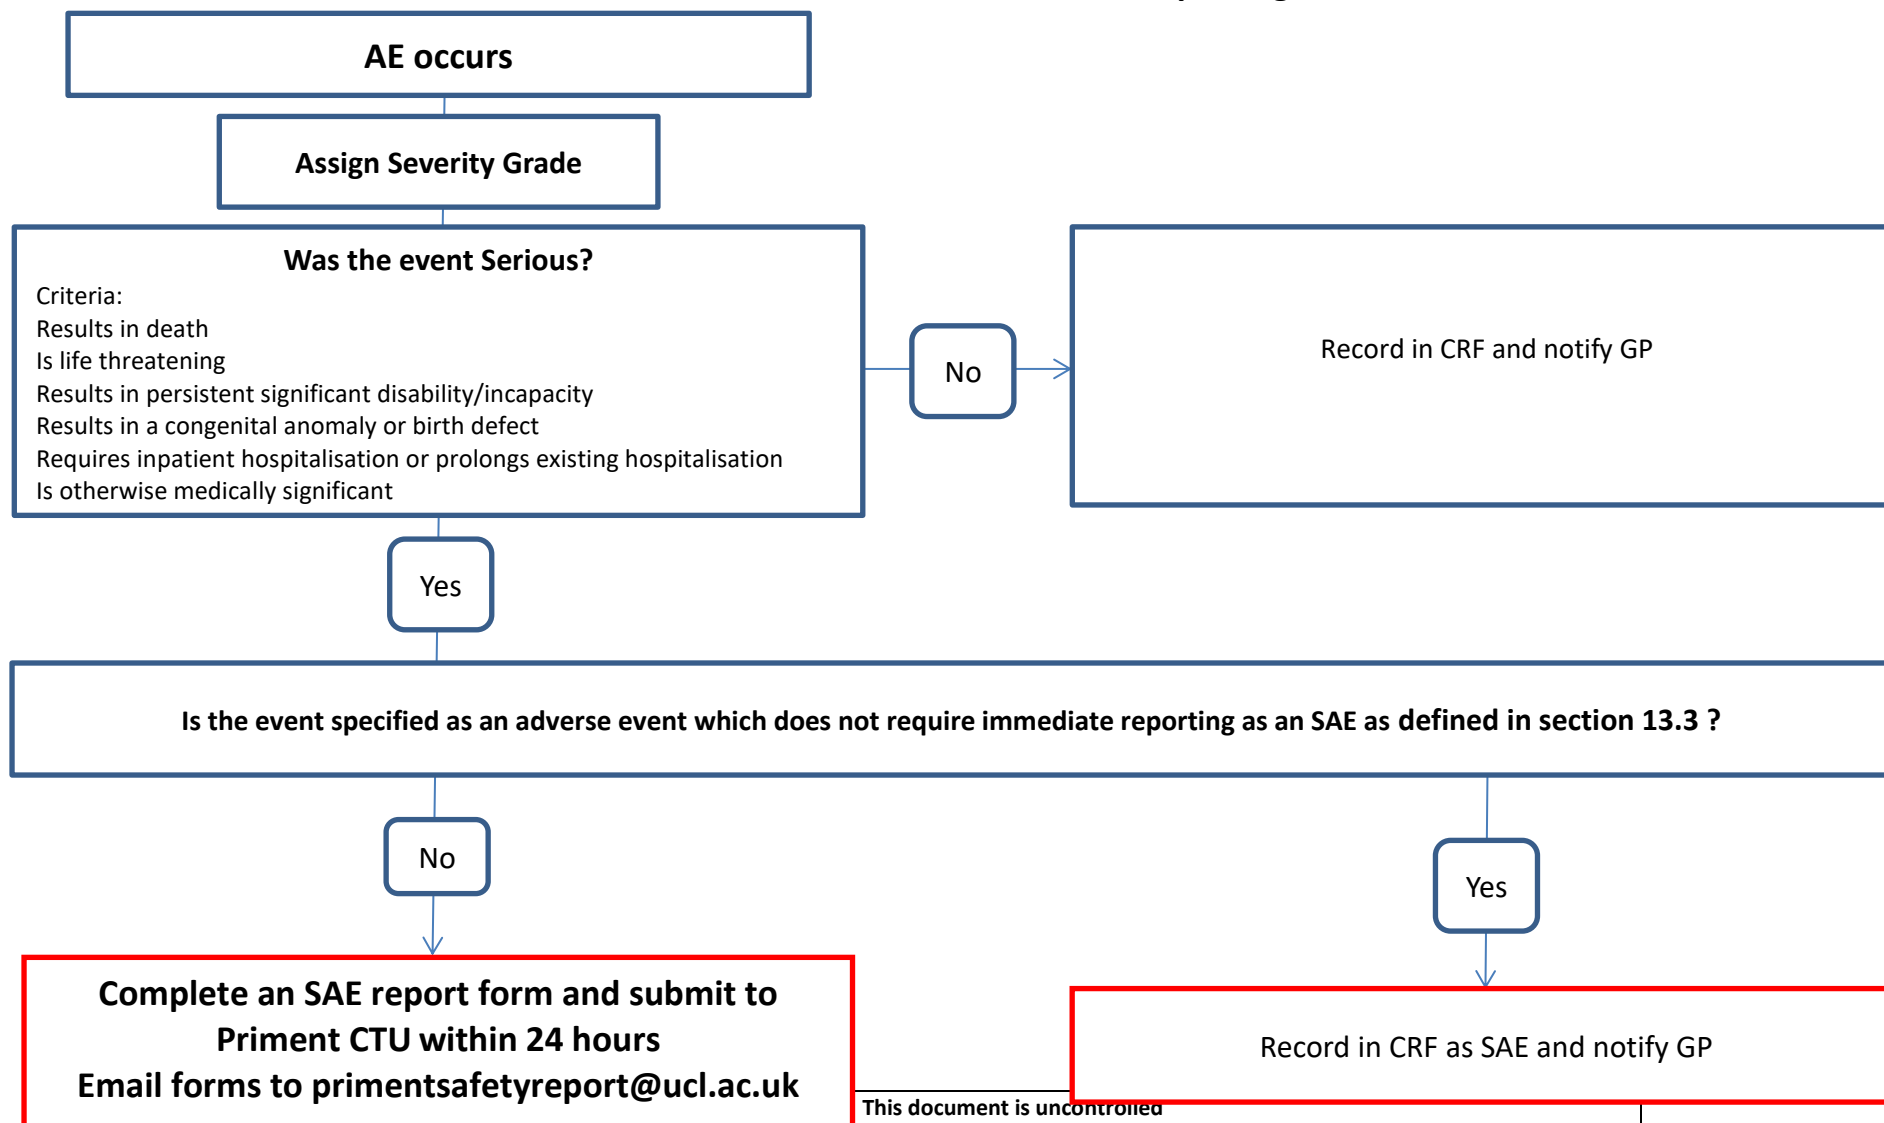 AE occurs
Assign Severity Grade
Was the event Serious?
Criteria:
Results in death
Is life threatening
Results in persistent significant disability/incapacity
Results in a congenital anomaly or birth defect
Requires inpatient hospitalisation or prolongs existing hospitalisation
Is otherwise medically significant
No
Record in CRF and notify GP
Yes
Is the event specified as an adverse event which does not require immediate reporting as an SAE as defined in section 13.3 ?
No
Yes
Complete an SAE report form and submit to
Priment CTU within 24 hours
Email forms to primentsafetyreport@ucl.ac.uk
Record in CRF as SAE and notify GP
This document is uncontrolled